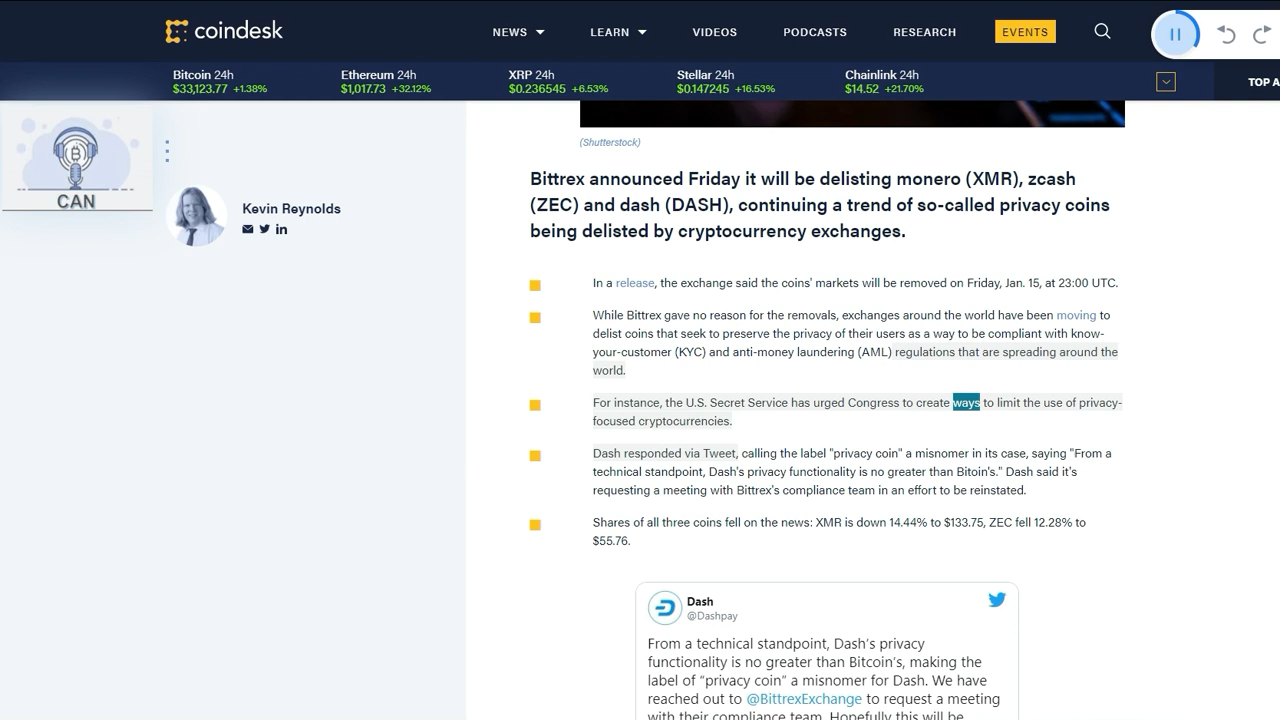 coindesk
NEWS
LEARN
VIDEOS
PODCASTS
RESEARCH
EVENTS
Bitcoin 24h
$33,123.77 +1.38%
Ethereum 24h
$1,017.73 +32.12%
XRP 24h
$0.236545 +6.53%
Stellar 24h
$0.147245 +16.53%
Chainlink 24h
$14.52 +21.70%
TOP A
CAN
Kevin Reynolds
in
(Shutterstock)
Bittrex announced Friday it will be delisting monero (XMR), zcash
(ZEC) and dash (DASH), continuing a trend of so-called privacy coins
being delisted by cryptocurrency exchanges.
In a release, the exchange said the coins' markets will be removed on Friday, Jan. 15, at 23:00 UTC.
While Bittrex gave no reason for the removals, exchanges around the world have been moving to
delist coins that seek to preserve the privacy of their users as a way to be compliant with know-
your-customer (KYC) and anti-money laundering (AML) regulations that are spreading around the
world.
For instance, the U.S. Secret Service has urged Congress to create ways to limit the use of privacy-
focused cryptocurrencies.
Dash responded via Tweet, calling the label "privacy coin" a misnomer in its case, saying "From a
technical standpoint, Dash's privacy functionality is no greater than Bitoin's." Dash said it's
requesting a meeting with Bittrex's compliance team in an effort to be reinstated.
Shares of all three coins fell on the news: XMR is down 14.44% to $133.75, ZEC fell 12.28% to
$55.76.
Dash
@Dashpay
From a technical standpoint, Dash's privacy
functionality is no greater than Bitcoin's, making the
label of "privacy coin" a misnomer for Dash. We have
reached out to @BittrexExchange to request a meeting
with their compliance team. Hopefully this will be